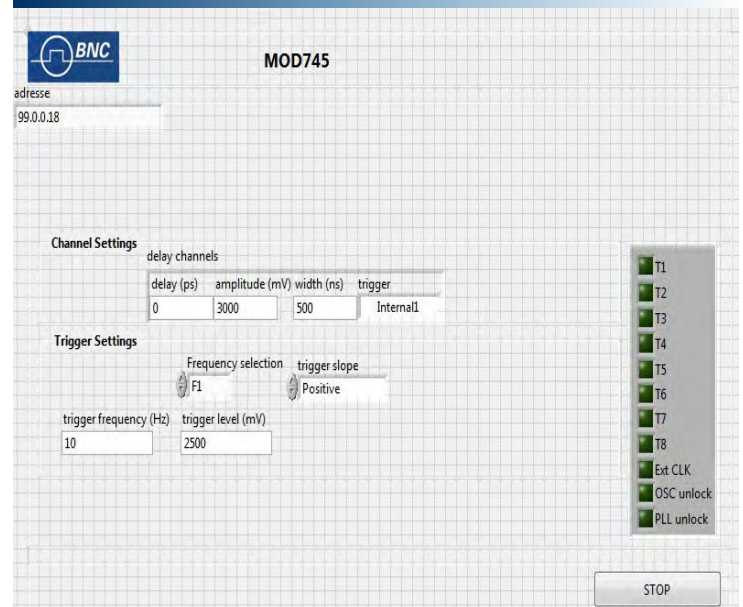 BNC
MOD745
adresse
99.0.0.18
Channel Settings
delay channels
delay (ps) amplitude (mV) width (ns) trigger
0 3000 500 Internal1
Trigger Settings
Frequency selection trigger slope
F1 Positive
trigger frequency (Hz) trigger level (mV)
10 2500
T1
T2
T3
T4
T5
T6
T7
T8
Ext CLK
OSC unlock
PLL unlock
STOP